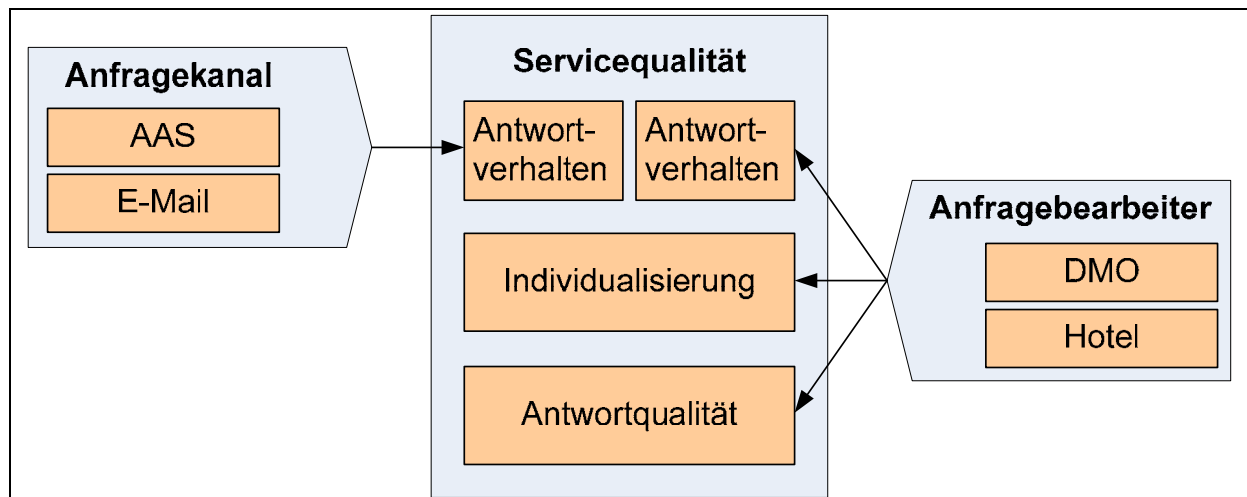 Anfragekanal
AAS
E-Mail
Servicequalität
Antwort-
verhalten
Antwort-
verhalten
Individualisierung
Antwortqualität
Anfragebearbeiter
DMO
Hotel